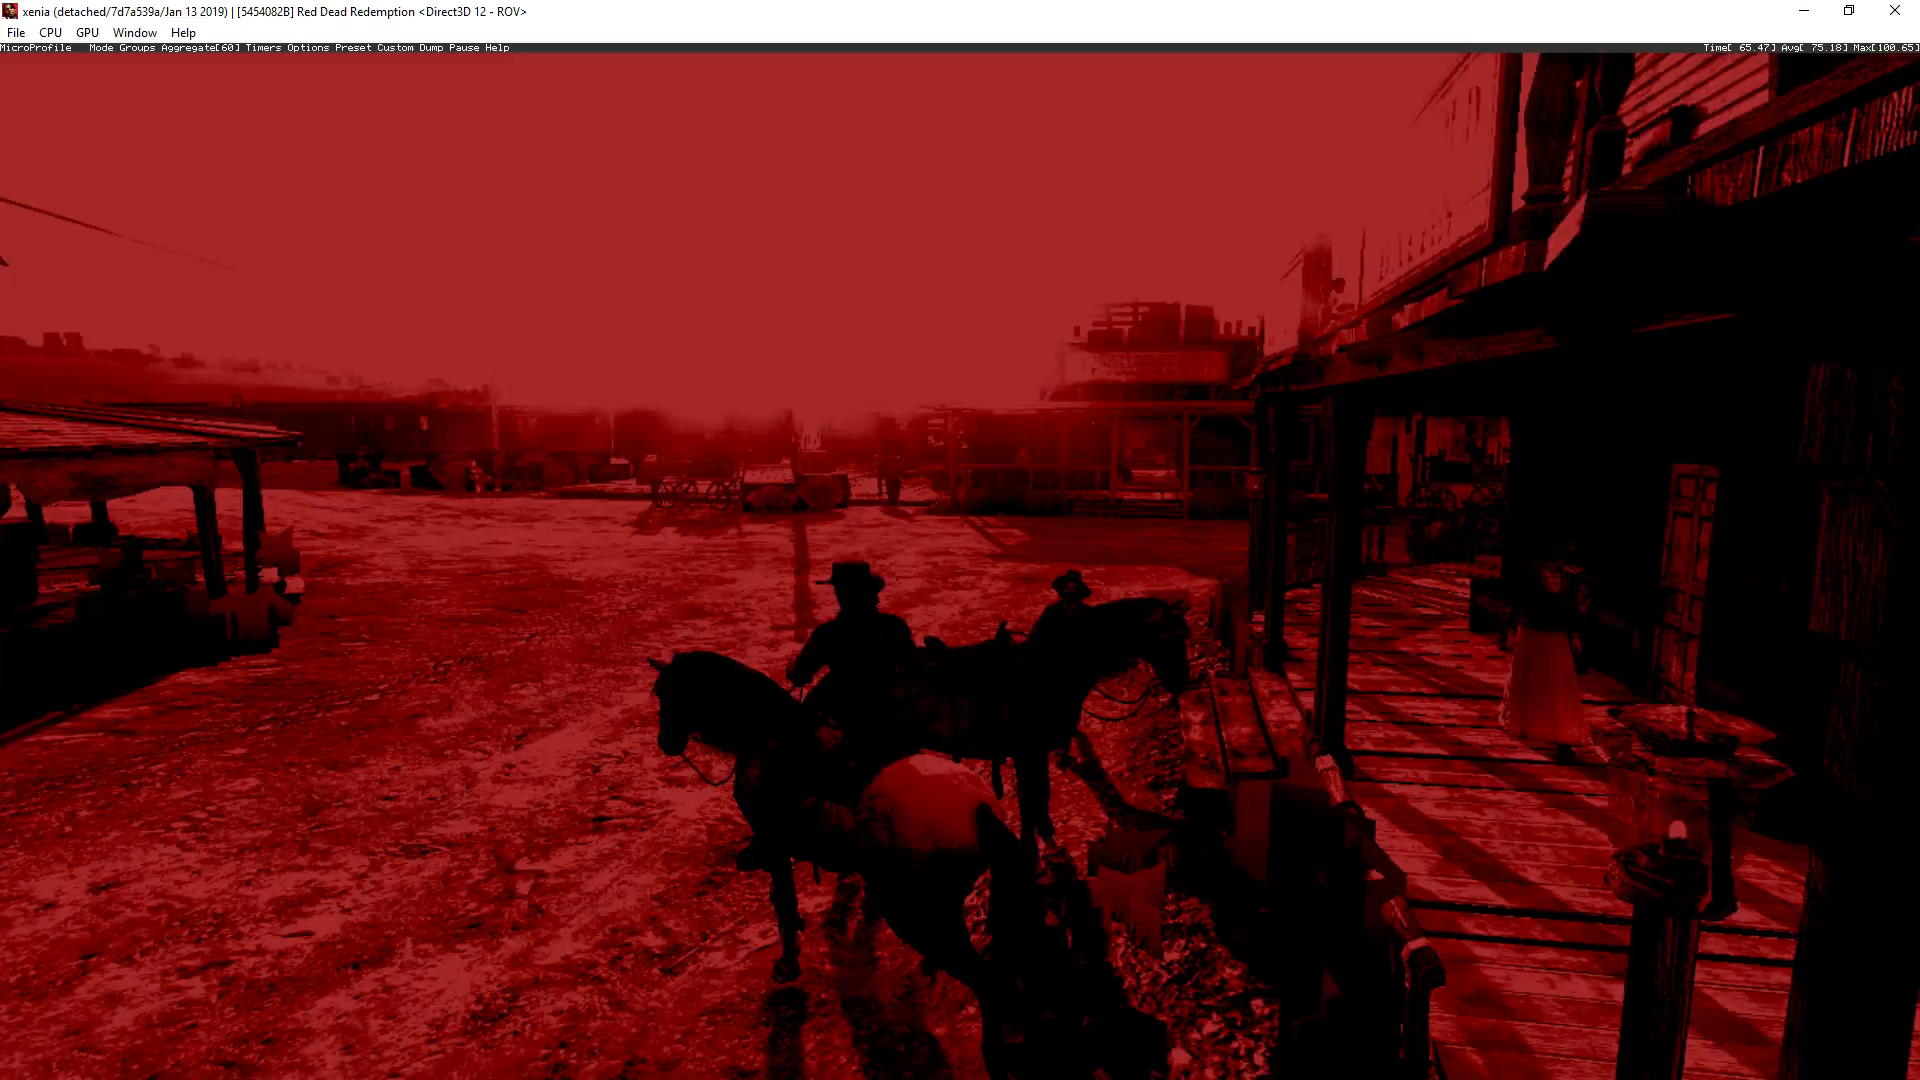 xenia (detached/7d7a539a/Jan 13 2019) | [5454082B] Red Dead Redemption <Direct3D 12 - ROV>
File CPU GPU Window Help
MicroProfile Mode Groups Aggregate[60] Timers Options Preset Custom Dump Pause Help Time[ 65.47] Avg[ 75.18] Max[100.65]